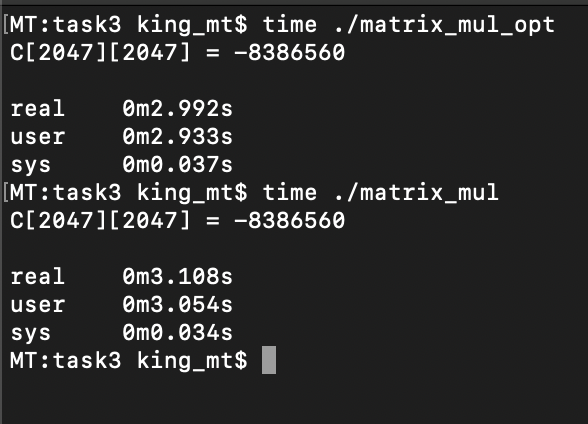 [MT:task3 king_mt$ time ./matrix_mul_opt
C[2047][2047] = -8386560
real    0m2.992s
user    0m2.933s
sys     0m0.037s
[MT:task3 king_mt$ time ./matrix_mul
C[2047][2047] = -8386560
real    0m3.108s
user    0m3.054s
sys     0m0.034s
MT:task3 king_mt$